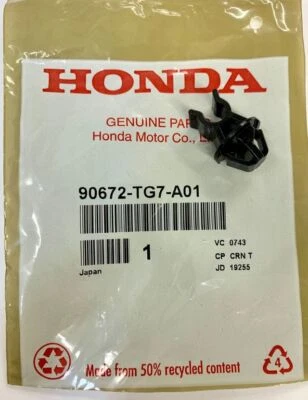 HONDA
GENUINE PAR
Honda Motor Co., L
90672-TG7-A01
1
VC 0743
CP CRN T
JD 19255
Japan
Made from 50% recycled content
4